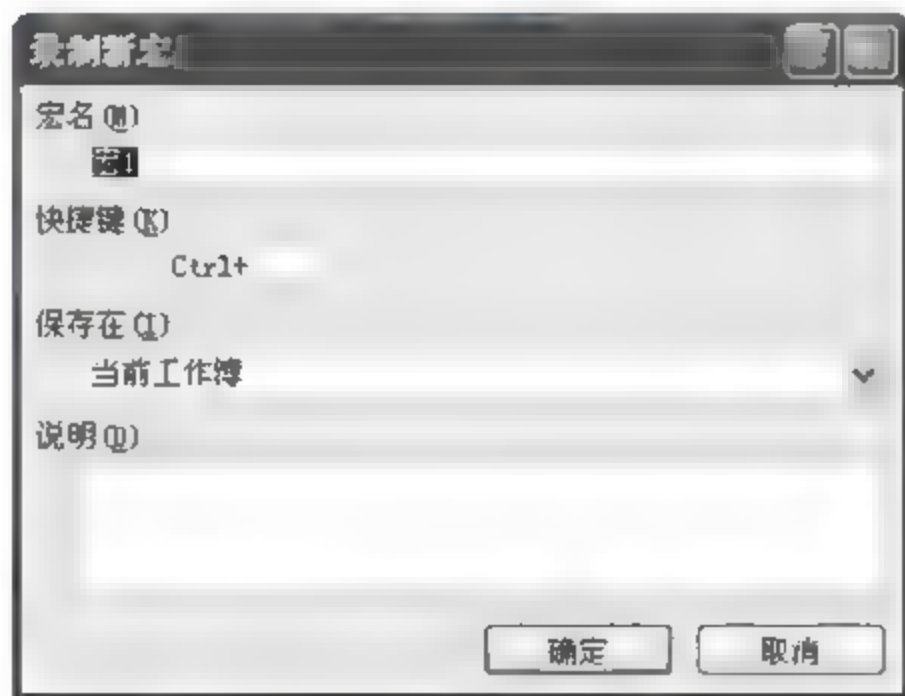 录制新宏
宏名(M)
宏1
快捷键(K)
Ctrl+
保存在(I)
当前工作簿
说明(D)
确定
取消